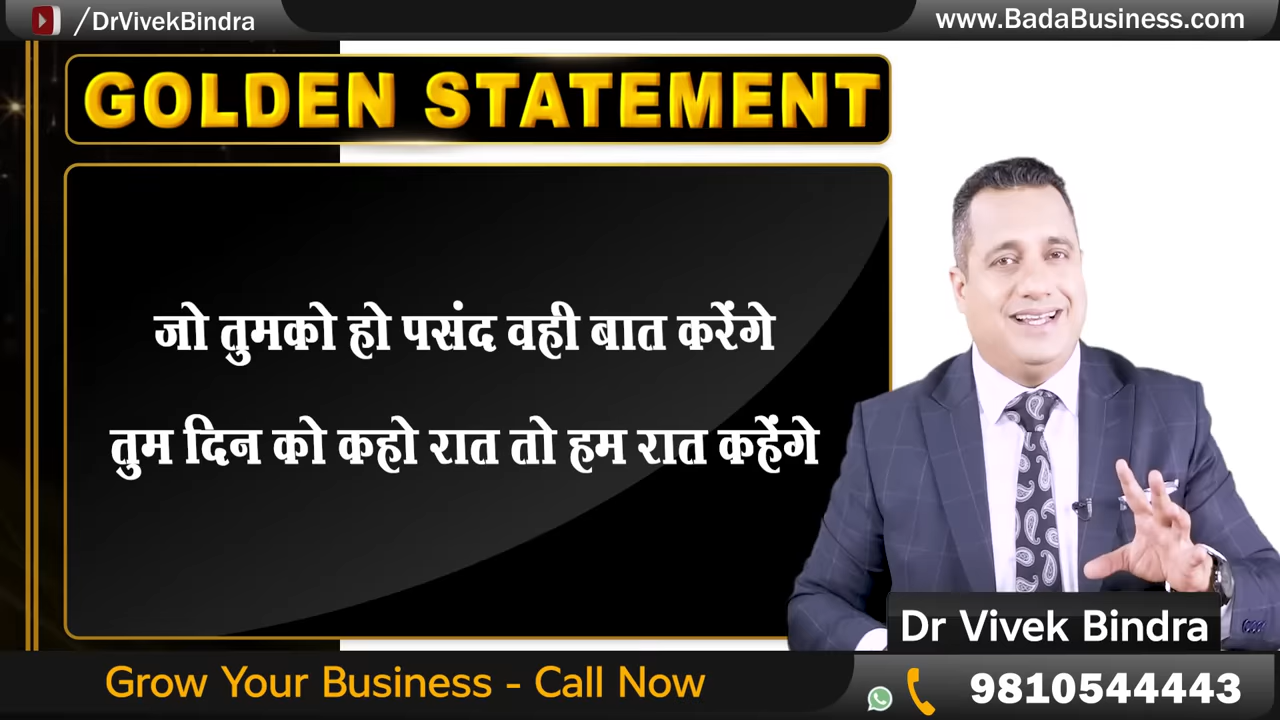 /DrVivekBindra
www.BadaBusiness.com
GOLDEN STATEMENT
जो तुमको हो पसंद वही बात करेंगे
तुम दिन को कहो रात तो हम रात कहेंगे
Dr Vivek Bindra
Grow Your Business - Call Now
9810544443